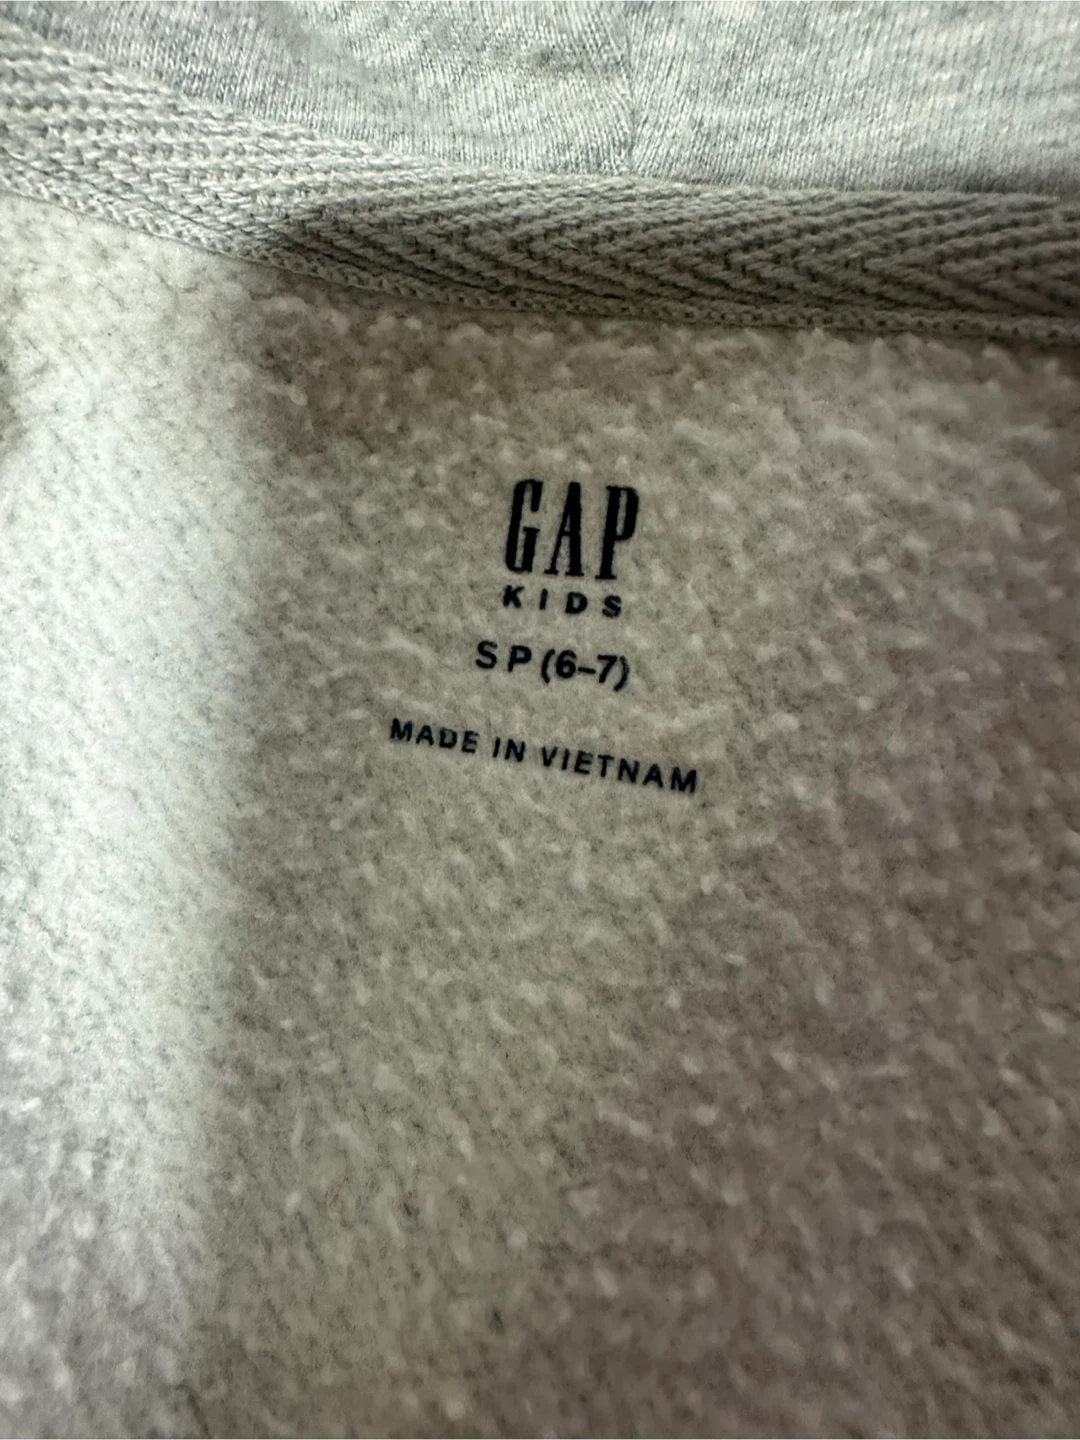 GAP
KIDS
SP (6–7)
MADE IN VIETNAM